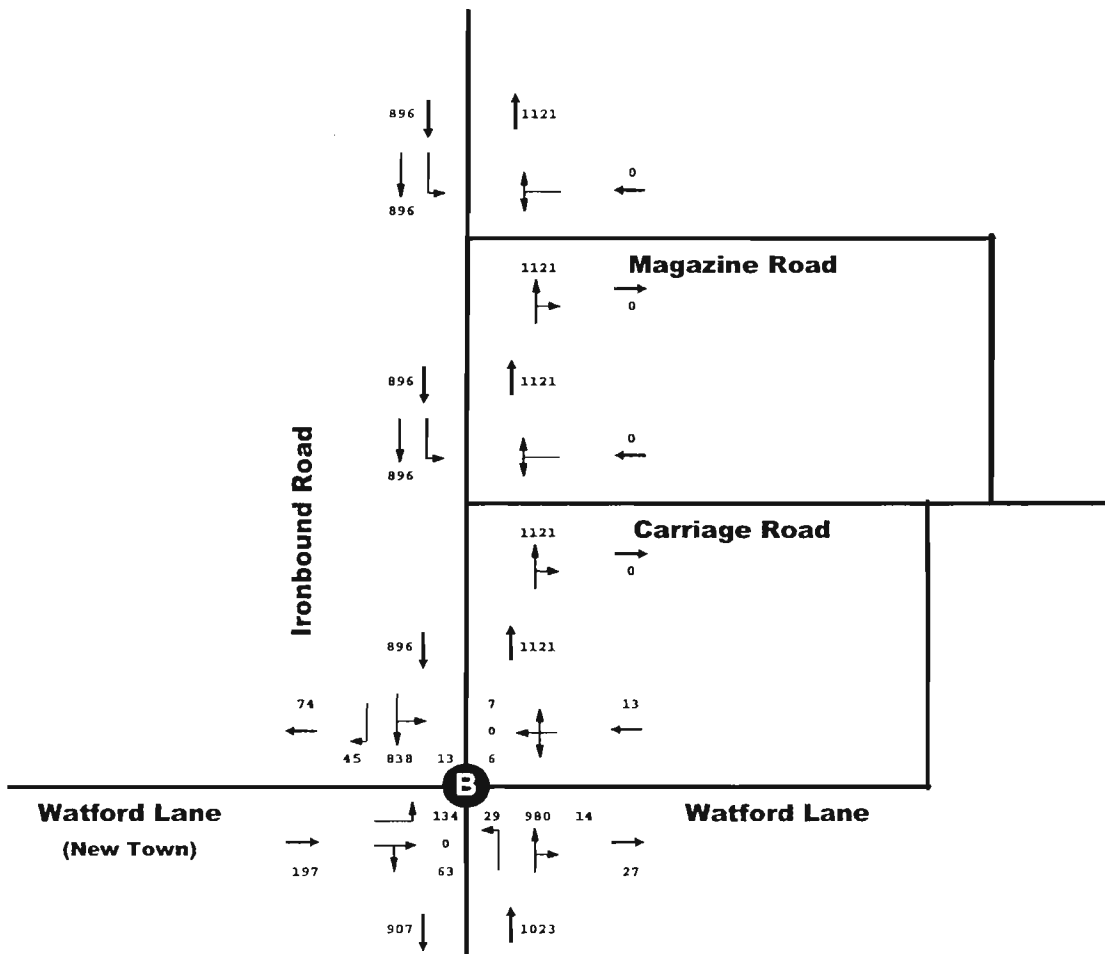 896 1121
0
896
1121 Magazine Road
0
896 1121
0
896
Ironbound Road
1121 Carriage Road
0
896 1121
74 7 13
0
45 838 13 6
B
Watford Lane 134 29 980 14 Watford Lane
(New Town) 0
197 63 27
907 1023